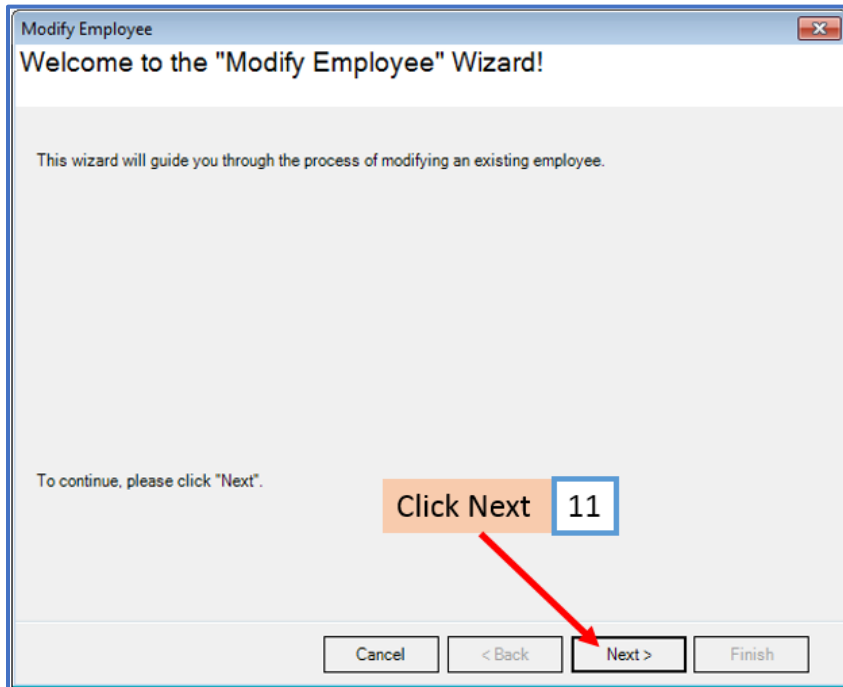 Modify Employee
Welcome to the "Modify Employee" Wizard!
This wizard will guide you through the process of modifying an existing employee.
To continue, please click "Next".
Click Next 11
Cancel < Back Next > Finish